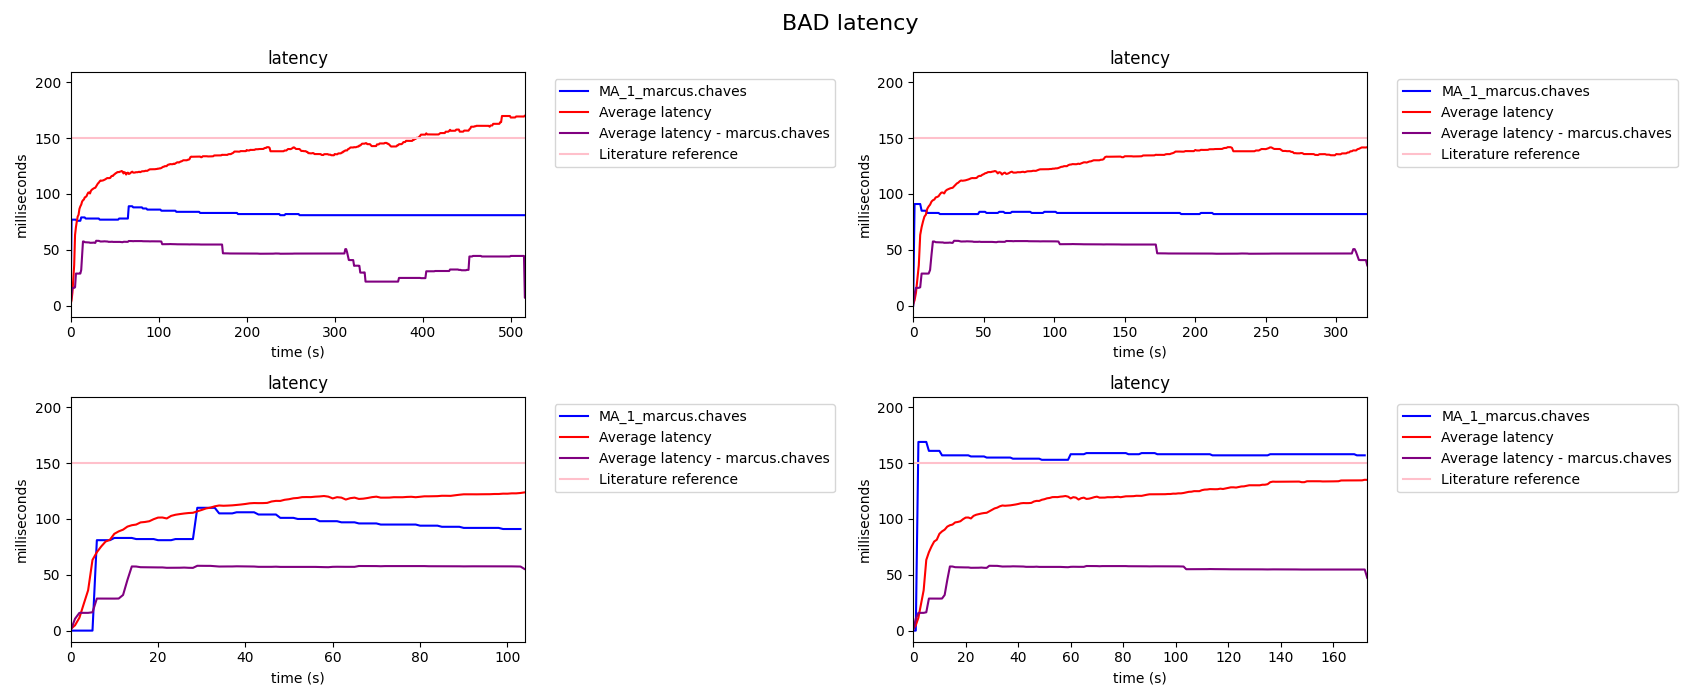 BAD latency
latency
200
150
100
50
0
milliseconds
0 100 200 300 400 500
time (s)
MA_1_marcus.chaves
Average latency
Average latency - marcus.chaves
Literature reference
latency
200
150
100
50
0
milliseconds
0 50 100 150 200 250 300
time (s)
MA_1_marcus.chaves
Average latency
Average latency - marcus.chaves
Literature reference
latency
200
150
100
50
0
milliseconds
0 20 40 60 80 100
time (s)
MA_1_marcus.chaves
Average latency
Average latency - marcus.chaves
Literature reference
latency
200
150
100
50
0
milliseconds
0 20 40 60 80 100 120 140 160
time (s)
MA_1_marcus.chaves
Average latency
Average latency - marcus.chaves
Literature reference